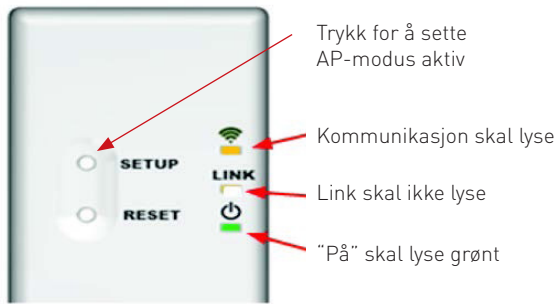 Trykk for å sette
AP-modus aktiv
Kommunikasjon skal lyse
SETUP
LINK
Link skal ikke lyse
RESET
"På" skal lyse grønt